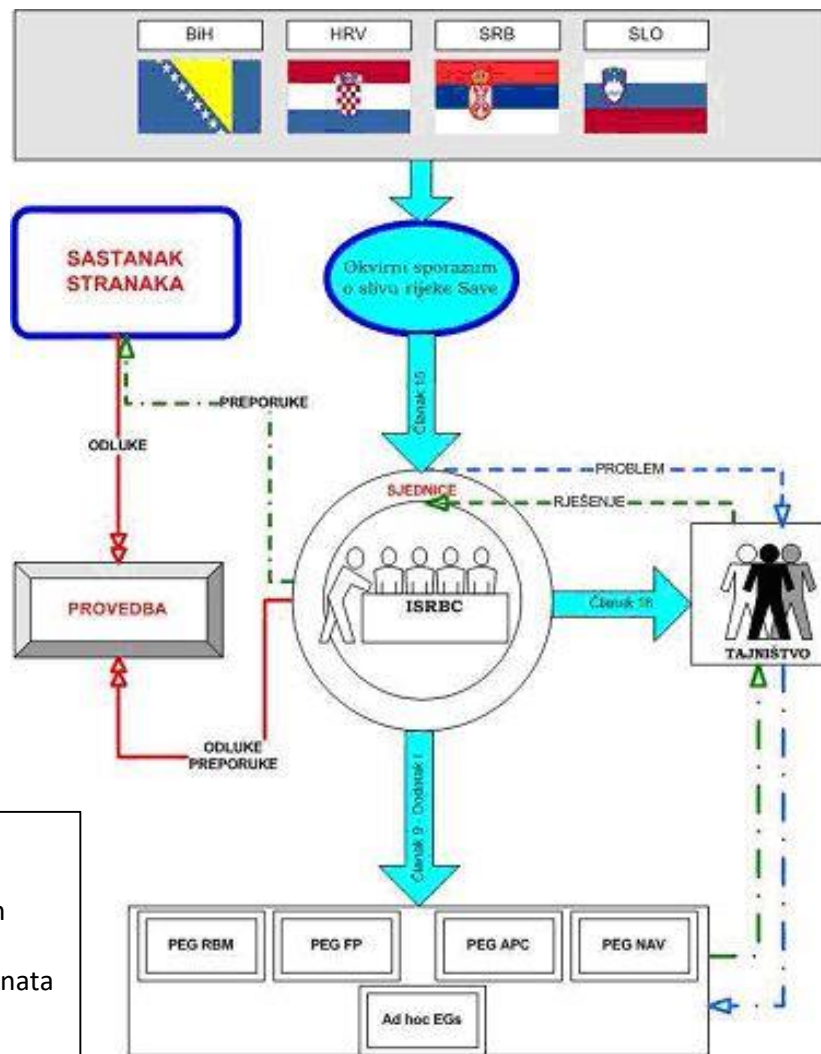 BiH
HRV
SRB
SLO
SASTANAK
STRANAKA
Okvirni sporazum
o slivu rijeke Save
Članak 15
PREPORUKE
ODLUKE
PROBLEM
SJEDNICE
RJEŠENJE
ISRBC
Članak 16
TAJNIŠTVO
PROVEDBA
ODLUKE
PREPORUKE
Članak 9 - Dodatak I
PEG RBM
PEG FP
PEG APC
PEG NAV
Ad hoc EGs
nata